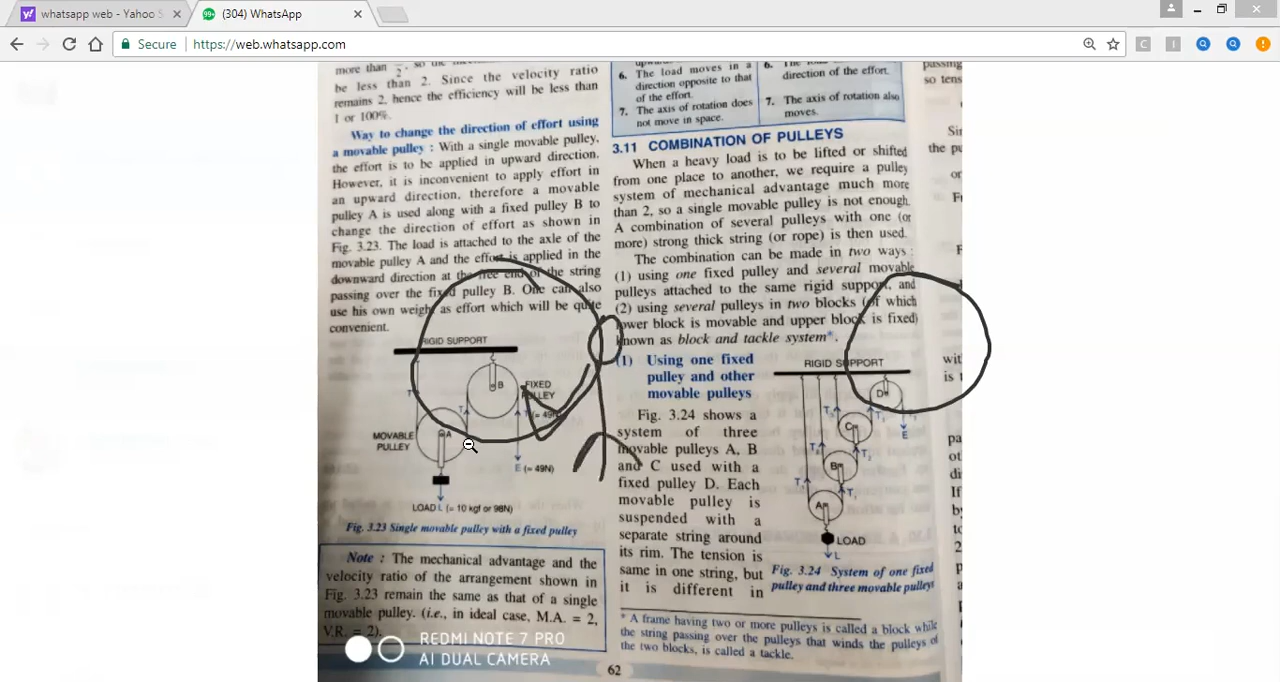 whatsapp web - Yahoo S
(304) WhatsApp
Secure
https://web.whatsapp.com
more than
be less than 2. Since the velocity ratio
remains 2, hence the efficiency will be less than
1 or 100%.
Way to change the direction of effort using
a movable pulley : With a single movable pulley,
the effort is to be applied in upward direction.
However, it is inconvenient to apply effort in
an upward direction, therefore a movable
pulley A is used along with a fixed pulley B to
change the direction of effort as shown in
Fig. 3.23. The load is attached to the axle of the
movable pulley A and the effort is applied in the
downward direction at the free end of the string
passing over the fixed pulley B. One can also
use his own weight as effort which will be quite
convenient.
RIGID SUPPORT
B
FIXED
PULLEY
T (= 49N)
MOVABLE
PULLEY
A
E (= 49N)
LOAD L (= 10 kgf or 98N)
Fig. 3.23 Single movable pulley with a fixed pulley
Note : The mechanical advantage and the
velocity ratio of the arrangement shown in
Fig. 3.23 remain the same as that of a single
movable pulley. (i.e., in ideal case, M.A. = 2,
V.R. = 2).
REDMI NOTE 7 PRO
AI DUAL CAMERA
6. The load moves in a
direction opposite to that
of the effort.
7. The axis of rotation does
not move in space.
direction of the effort.
7. The axis of rotation also
moves.
3.11 COMBINATION OF PULLEYS
When a heavy load is to be lifted or shifted
from one place to another, we require a pulley
system of mechanical advantage much more
than 2, so a single movable pulley is not enough.
A combination of several pulleys with one (or
more) strong thick string (or rope) is then used.
The combination can be made in two ways :
(1) using one fixed pulley and several movable
pulleys attached to the same rigid support, and
(2) using several pulleys in two blocks (of which
lower block is movable and upper block is fixed)
known as block and tackle system*.
(1) Using one fixed
pulley and other
movable pulleys
Fig. 3.24 shows a
system of three
movable pulleys A, B
and C used with a
fixed pulley D. Each
movable pulley is
suspended with a
separate string around
its rim. The tension is
same in one string, but
it is different in
RIGID SUPPORT
D
C
E
B
A
LOAD
L
Fig. 3.24 System of one fixed
pulley and three movable pulleys
* A frame having two or more pulleys is called a block while
the string passing over the pulleys that winds the pulleys of
the two blocks, is called a tackle.
62
passing
so tens
the pu
or
wit
is